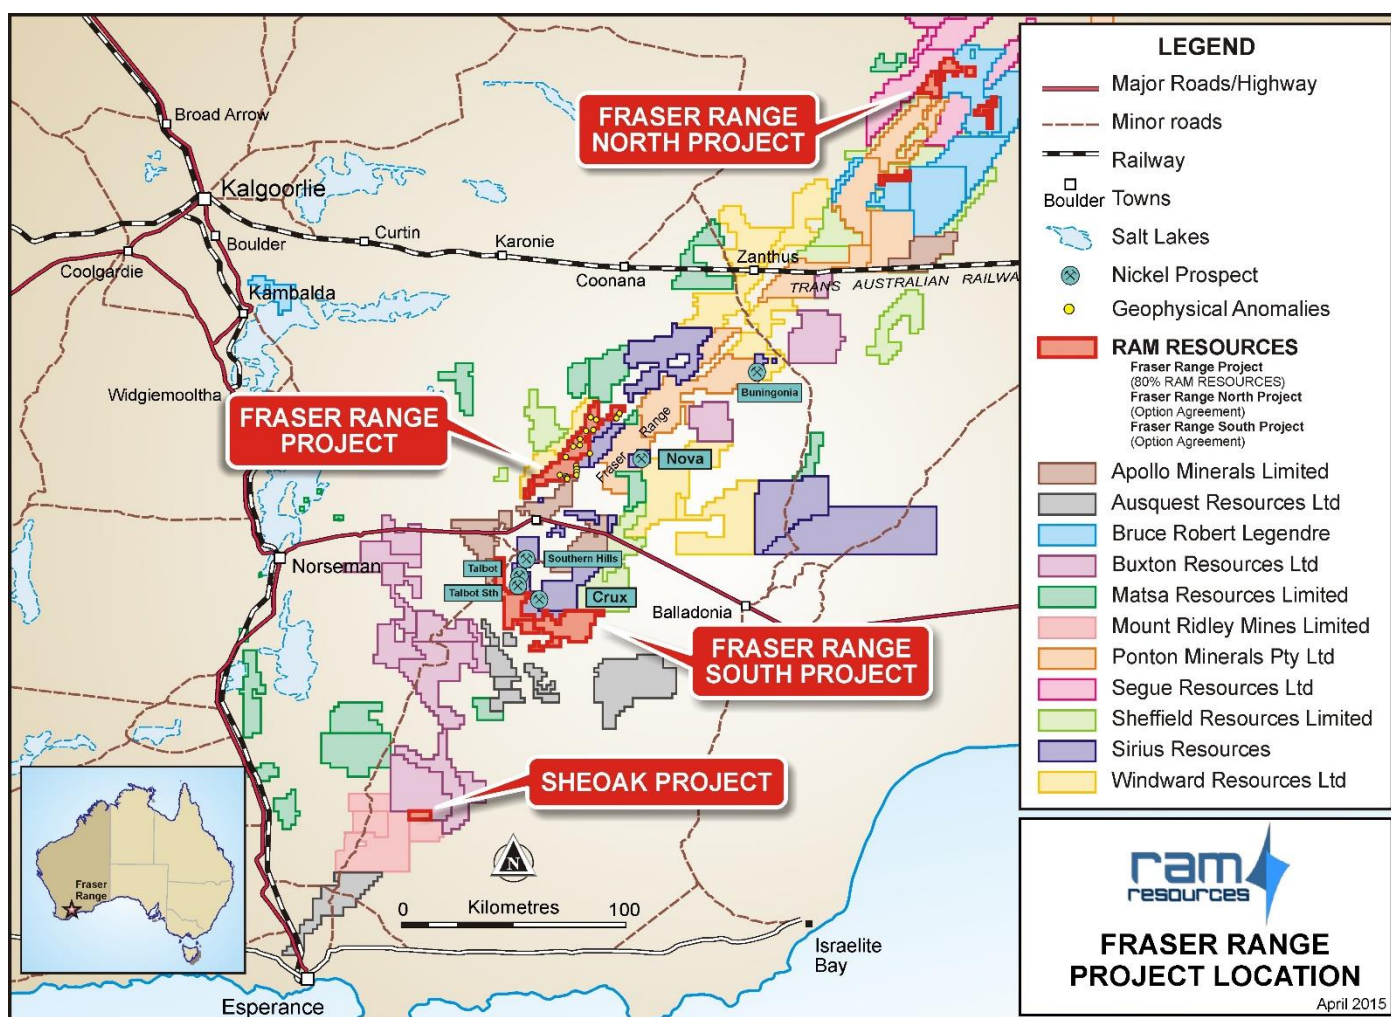 Broad Arrow
Kalgoorlie
Boulder
Coolgardie
Curtin
Karonie
Coonana
Zanthus
TRANS AUSTRALIAN RAILWA
Kambalda
Widgiemooltha
FRASER RANGE
NORTH PROJECT
FRASER RANGE
PROJECT
Buningonia
Fraser Range
Nova
Norseman
Southern Hills
Talbot
Talbot Sth
Crux
Balladonia
FRASER RANGE
SOUTH PROJECT
SHEOAK PROJECT
Fraser
Range
N
0 Kilometres 100
Israelite
Bay
Esperance
LEGEND
Major Roads/Highway
Minor roads
Railway
Boulder Towns
Salt Lakes
Nickel Prospect
Geophysical Anomalies
RAM RESOURCES
Fraser Range Project
(80% RAM RESOURCES)
Fraser Range North Project
(Option Agreement)
Fraser Range South Project
(Option Agreement)
Apollo Minerals Limited
Ausquest Resources Ltd
Bruce Robert Legendre
Buxton Resources Ltd
Matsa Resources Limited
Mount Ridley Mines Limited
Ponton Minerals Pty Ltd
Segue Resources Ltd
Sheffield Resources Limited
Sirius Resources
Windward Resources Ltd
ram
resources
FRASER RANGE
PROJECT LOCATION
April 2015